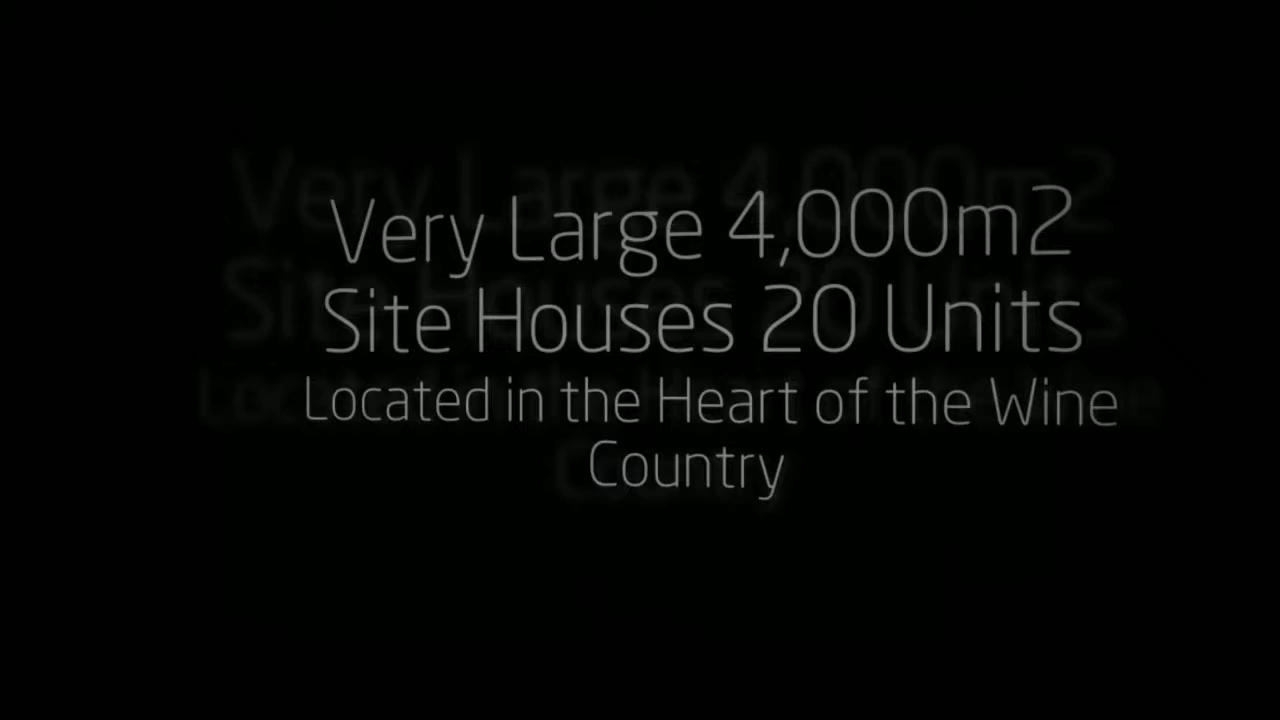 Very Large 4,000m2
Site Houses 20 Units
Located in the Heart of the Wine
Country